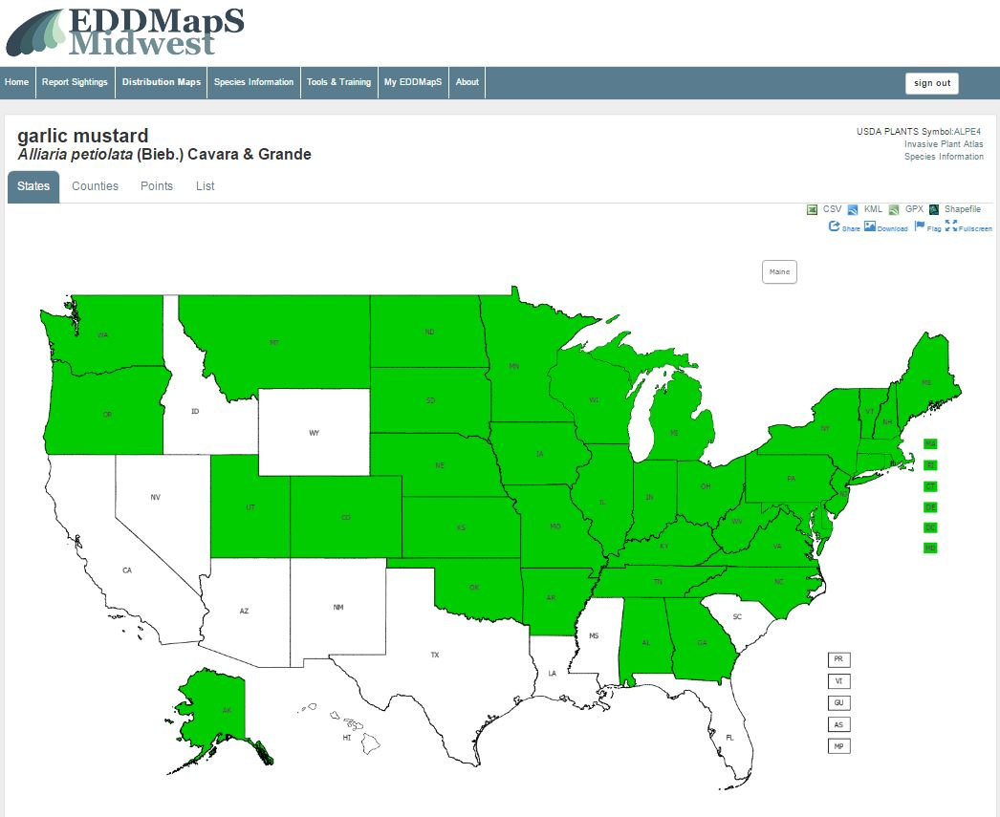 EDDMapS
Midwest
Home Report Sightings Distribution Maps Species Information Tools & Training My EDDMapS About sign out
garlic mustard
Alliaria petiolata (Bieb.) Cavara & Grande
USDA PLANTS Symbol:ALPE4
Invasive Plant Atlas
Species Information
States Counties Points List
CSV KML GPX Shapefile
Share Download Flag Fullscreen
Maine
WA
MT
ND
MN
OR
ID
WY
SD
WI
MI
ME
VT
NH
NY
MA
RI
CT
DE
DC
MD
NV
UT
CO
NE
IA
KS
MO
IL
IN
OH
PA
NJ
WV
KY
VA
CA
AZ
NM
OK
AR
TN
NC
TX
LA
MS
AL
GA
SC
FL
AK
HI
PR
VI
GU
AS
MP